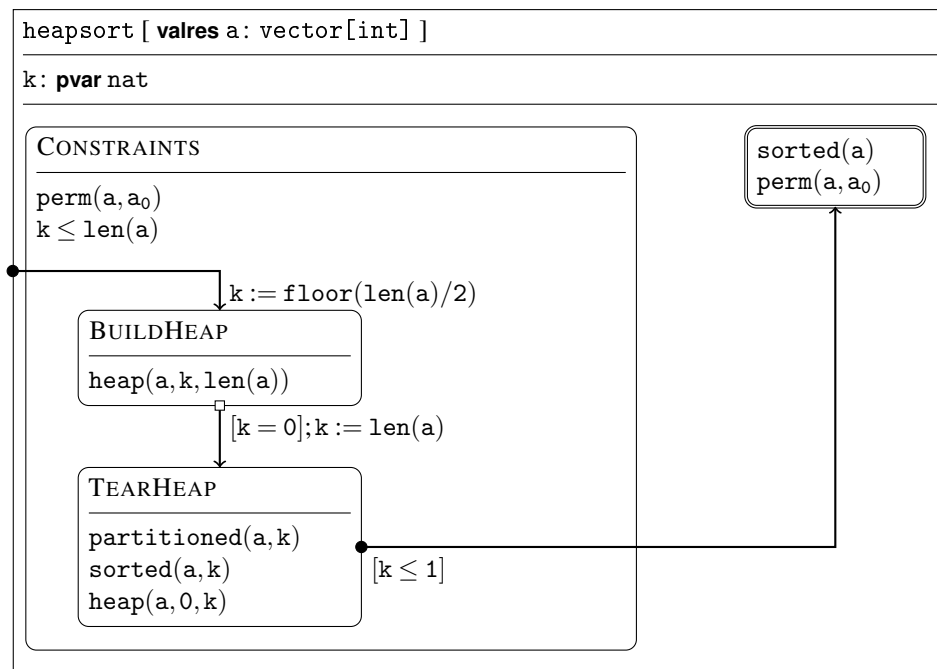 heapsort [ valres a: vector[int] ]
k: pvar nat
CONSTRAINTS
perm(a,a₀)
k ≤ len(a)
sorted(a)
perm(a,a₀)
k := floor(len(a)/2)
BUILDHEAP
heap(a,k,len(a))
[k = 0];k := len(a)
TEARHEAP
partitioned(a,k)
sorted(a,k)
heap(a,0,k)
[k ≤ 1]